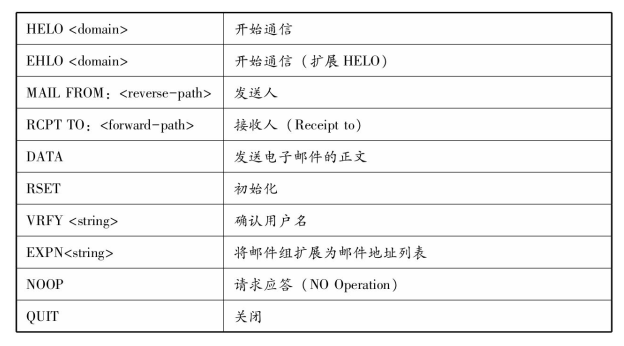 HELO <domain> 开始通信
EHLO <domain> 开始通信（扩展 HELO）
MAIL FROM：<reverse-path> 发送人
RCPT TO：<forward-path> 接收人（Receipt to）
DATA 发送电子邮件的正文
RSET 初始化
VRFY <string> 确认用户名
EXPN<string> 将邮件组扩展为邮件地址列表
NOOP 请求应答（NO Operation）
QUIT 关闭